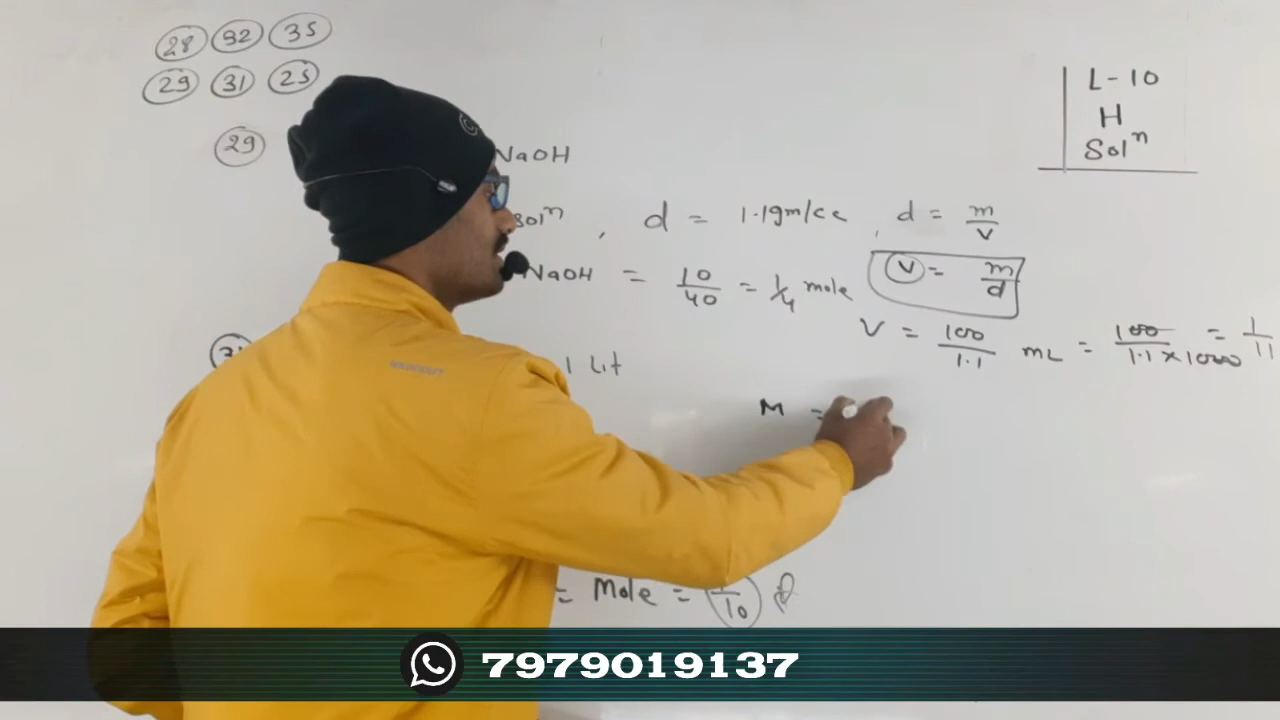 28 32 35
29 31 25
L-10
H
Solⁿ
29
NaOH
solⁿ, d = 1.1gm/cc, d = m/v
NaOH = 10/40 = 1/4 mole
v = m/d
V = 100/1.1 mL = 100/1.1×1000 = 1/11
1 Lit
M =
= Mole = 1/10
7979019137